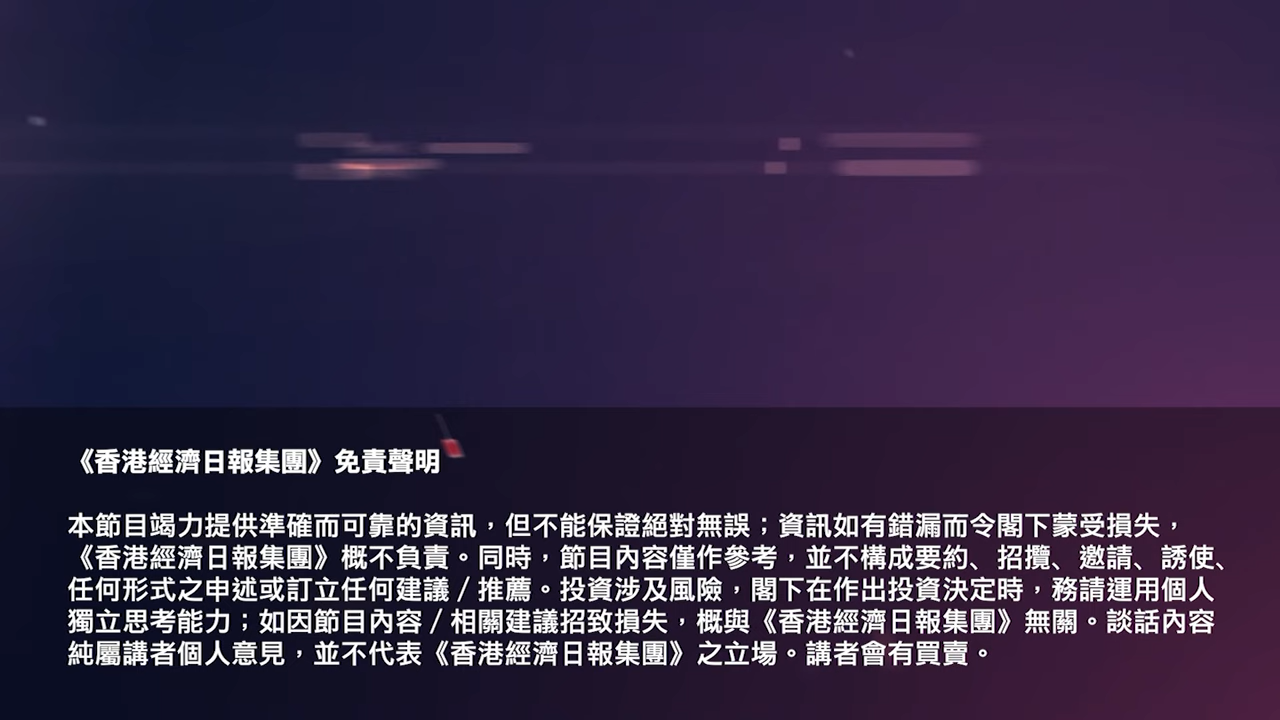 《香港經濟日報集團》免責聲明
本節目竭力提供準確而可靠的資訊，但不能保證絕對無誤；資訊如有錯漏而令閣下蒙受損失，
《香港經濟日報集團》概不負責。同時，節目內容僅作參考，並不構成要約、招攬、邀請、誘使、
任何形式之申述或訂立任何建議/推薦。投資涉及風險，閣下在作出投資決定時，務請運用個人
獨立思考能力；如因節目內容/相關建議招致損失，概與《香港經濟日報集團》無關。談話內容
純屬講者個人意見，並不代表《香港經濟日報集團》之立場。講者會有買賣。